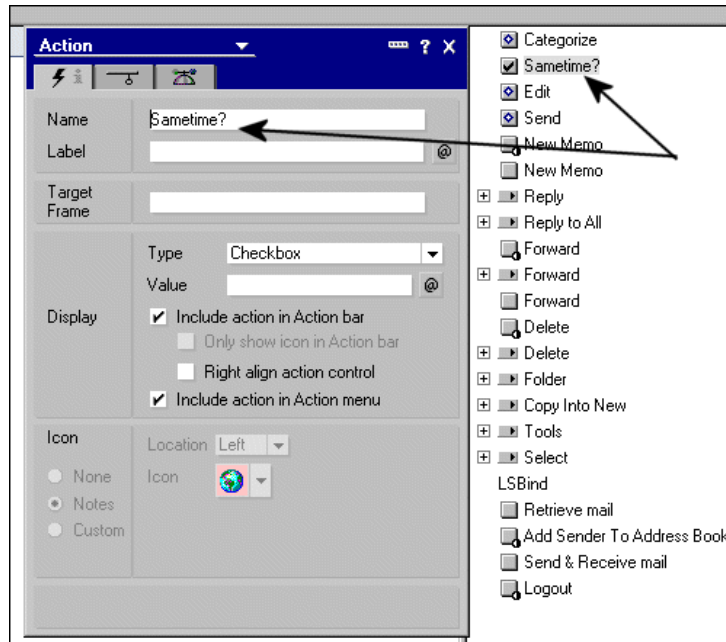 Action
? X
Name Sametime?
Label @
Target
Frame
Type Checkbox
Value @
Display
Include action in Action bar
Only show icon in Action bar
Right align action control
Include action in Action menu
Icon
Location Left
None
Icon
Notes
Custom
Categorize
Sametime?
Edit
Send
New Memo
New Memo
Reply
Reply to All
Forward
Forward
Forward
Delete
Delete
Folder
Copy Into New
Tools
Select
LSBind
Retrieve mail
Add Sender To Address Book
Send & Receive mail
Logout